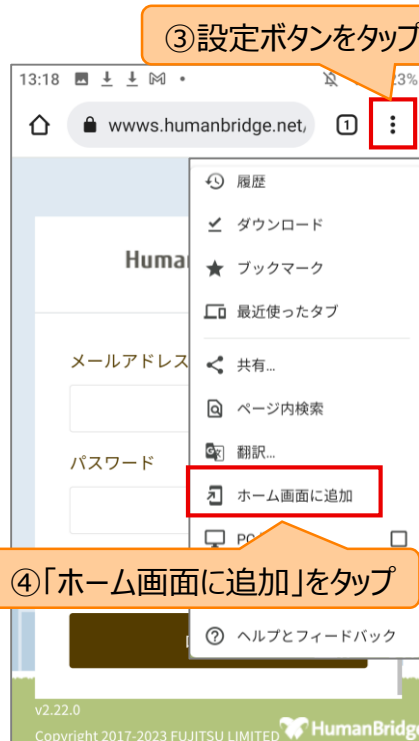 ③設定ボタンをタップ
13:18
23%
wwws.humanbridge.net/
1
履歴
ダウンロード
ブックマーク
最近使ったタブ
共有...
ページ内検索
翻訳...
ホーム画面に追加
PC
④「ホーム画面に追加」をタップ
ヘルプとフィードバック
Huma
メールアドレス
パスワード
v2.22.0
Copyright 2017-2023 FUJITSU LIMITED
HumanBridge